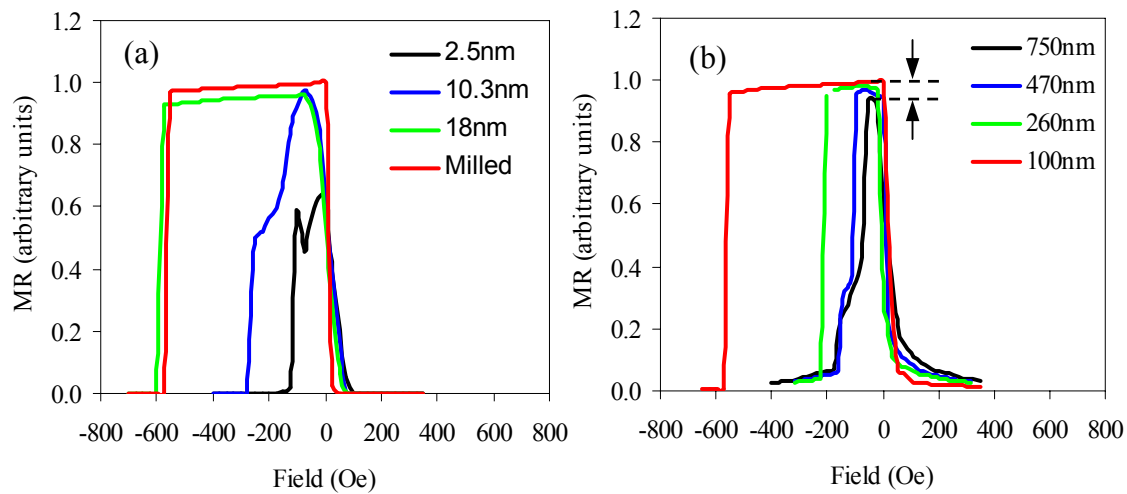 (a)
2.5nm
10.3nm
18nm
Milled
MR (arbitrary units)
1.2
1.0
0.8
0.6
0.4
0.2
0.0
-800 -600 -400 -200 0 200 400 600 800
Field (Oe)
(b)
750nm
470nm
260nm
100nm
MR (arbitrary units)
1.2
1.0
0.8
0.6
0.4
0.2
0.0
-800 -600 -400 -200 0 200 400 600 800
Field (Oe)